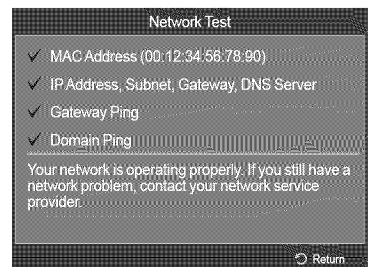 Network Test
MAC Address (00:12:34:56:78:90)
IP Address, Subnet, Gateway, DNS Server
Gateway Ping
Domain Ping
Your network is operating properly. If you still have a
network problem, contact your network service
provider.
Return